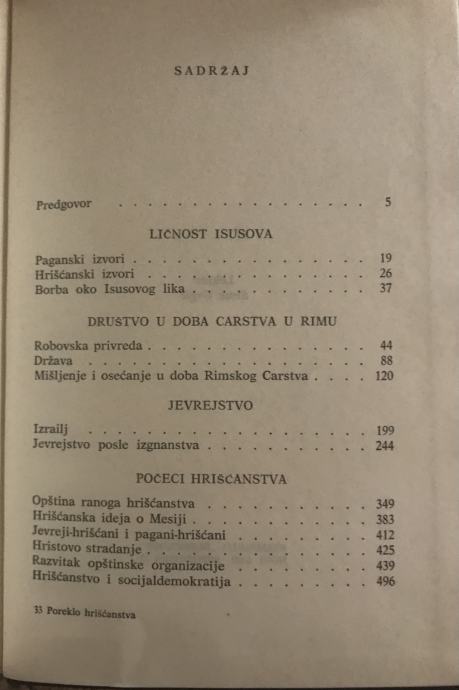 SADRŽAJ
Predgovor . . . . . . . . . . . . . . . . . 5
LIČNOST ISUSOVA
Paganski izvori . . . . . . . . . . . . . . . . 19
Hrišćanski izvori . . . . . . . . . . . . . . . 26
Borba oko Isusovog lika . . . . . . . . . . . . 37
DRUŠTVO U DOBA CARSTVA U RIMU
Robovska privreda . . . . . . . . . . . . . . . 44
Država . . . . . . . . . . . . . . . . . . . 88
Mišljenje i osećanje u doba Rimskog Carstva . . . . 120
JEVREJSTVO
Izrailj . . . . . . . . . . . . . . . . . . . 199
Jevrejstvo posle izgnanstva . . . . . . . . . . . 244
POČECI HRIŠĆANSTVA
Opština ranoga hrišćanstva . . . . . . . . . . . 349
Hrišćanska ideja o Mesiji . . . . . . . . . . . . 383
Jevreji-hrišćani i pagani-hrišćani . . . . . . . . . 412
Hristovo stradanje . . . . . . . . . . . . . . . 425
Razvitak opštinske organizacije . . . . . . . . . 439
Hrišćanstvo i socijaldemokratija . . . . . . . . . 496
33 Poreklo hrišćanstva